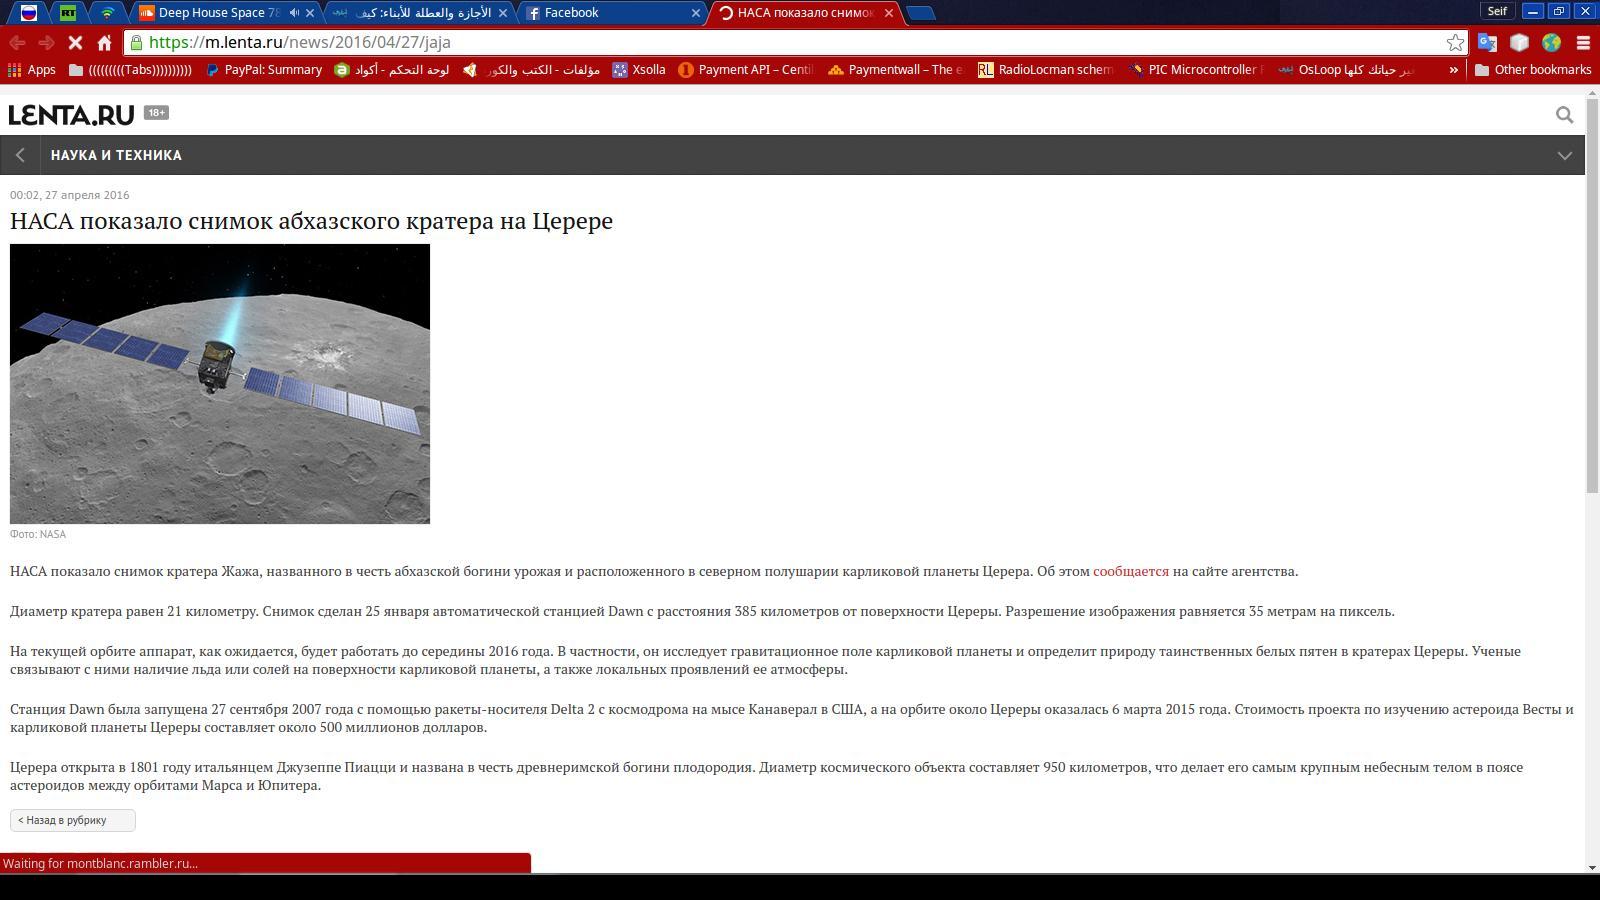 Deep House Space 78
الأجازة والعطلة للأبناء: كيف
Facebook
НАСА показало снимок
Seif
https://m.lenta.ru/news/2016/04/27/jaja
Apps
(((((((((Tabs))))))))))
PayPal: Summary
لوحة التحكم - أكواد
مؤلفات - الكتب والكور
Xsolla
Payment API – Centil
Paymentwall – The e
RL
RadioLocman schem
PIC Microcontroller
OsLoop غير حياتك كلها
»
Other bookmarks
LENTA.RU 18+
НАУКА И ТЕХНИКА
00:02, 27 апреля 2016
НАСА показало снимок абхазского кратера на Церере
Фото: NASA
НАСА показало снимок кратера Жажа, названного в честь абхазской богини урожая и расположенного в северном полушарии карликовой планеты Церера. Об этом сообщается на сайте агентства.
Диаметр кратера равен 21 километру. Снимок сделан 25 января автоматической станцией Dawn с расстояния 385 километров от поверхности Цереры. Разрешение изображения равняется 35 метрам на пиксель.
На текущей орбите аппарат, как ожидается, будет работать до середины 2016 года. В частности, он исследует гравитационное поле карликовой планеты и определит природу таинственных белых пятен в кратерах Цереры. Ученые
связывают с ними наличие льда или солей на поверхности карликовой планеты, а также локальных проявлений ее атмосферы.
Станция Dawn была запущена 27 сентября 2007 года с помощью ракеты-носителя Delta 2 с космодрома на мысе Канаверал в США, а на орбите около Цереры оказалась 6 марта 2015 года. Стоимость проекта по изучению астероида Весты и
карликовой планеты Цереры составляет около 500 миллионов долларов.
Церера открыта в 1801 году итальянцем Джузеппе Пиацци и названа в честь древнеримской богини плодородия. Диаметр космического объекта составляет 950 километров, что делает его самым крупным небесным телом в поясе
астероидов между орбитами Марса и Юпитера.
< Назад в рубрику
Waiting for montblanc.rambler.ru...